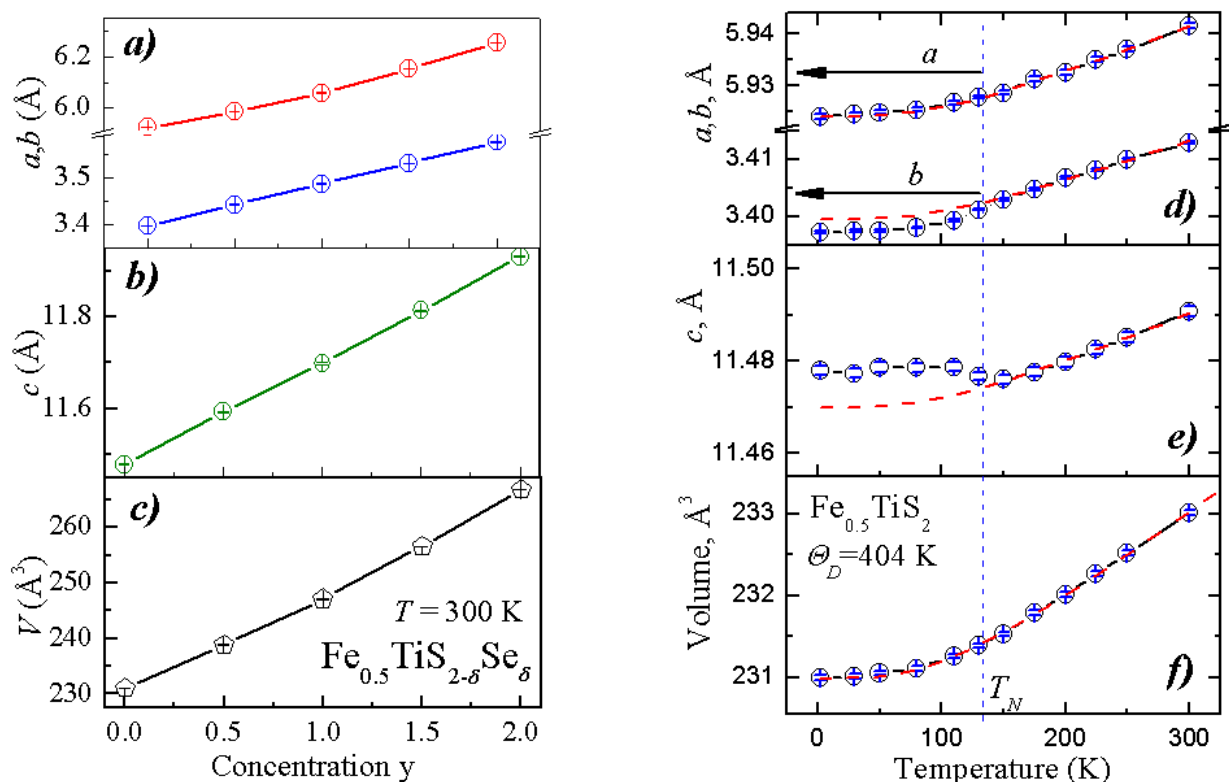 a)
6.2
6.0
a,b (Å)
3.5
3.4
b)
11.8
11.6
c (Å)
c)
260
250
240
230
V (Å³)
T = 300 K
Fe0.5TiS2-δSeδ
0.0 0.5 1.0 1.5 2.0
Concentration y
5.94
5.93
a
a,b, Å
3.41
3.40
b
d)
11.50
11.48
11.46
c, Å
e)
233
232
231
Volume, Å³
Fe0.5TiS2
ΘD=404 K
TN
f)
0 50 100 150 200 250 300
Temperature (K)